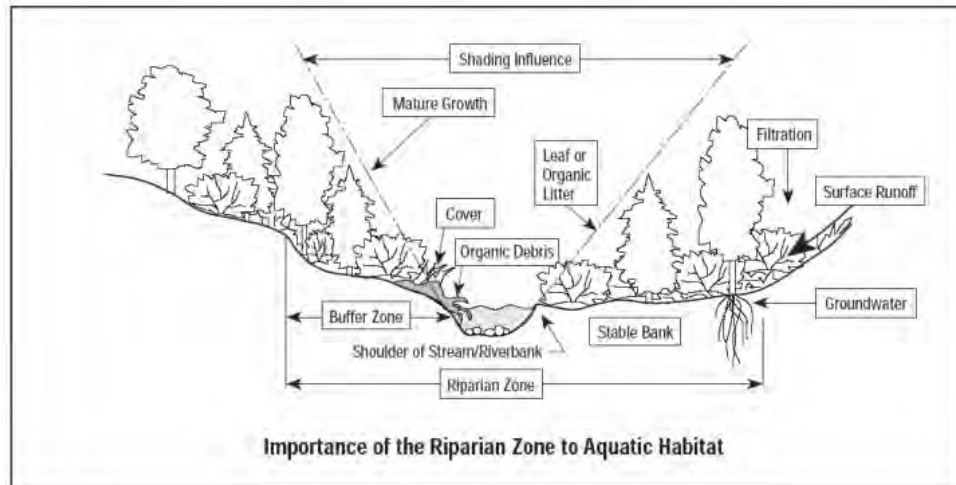 Shading Influence
Mature Growth
Filtration
Leaf or
Organic
Litter
Surface Runoff
Cover
Organic Debris
Groundwater
Buffer Zone
Stable Bank
Shoulder of Stream/Riverbank
Riparian Zone
Importance of the Riparian Zone to Aquatic Habitat